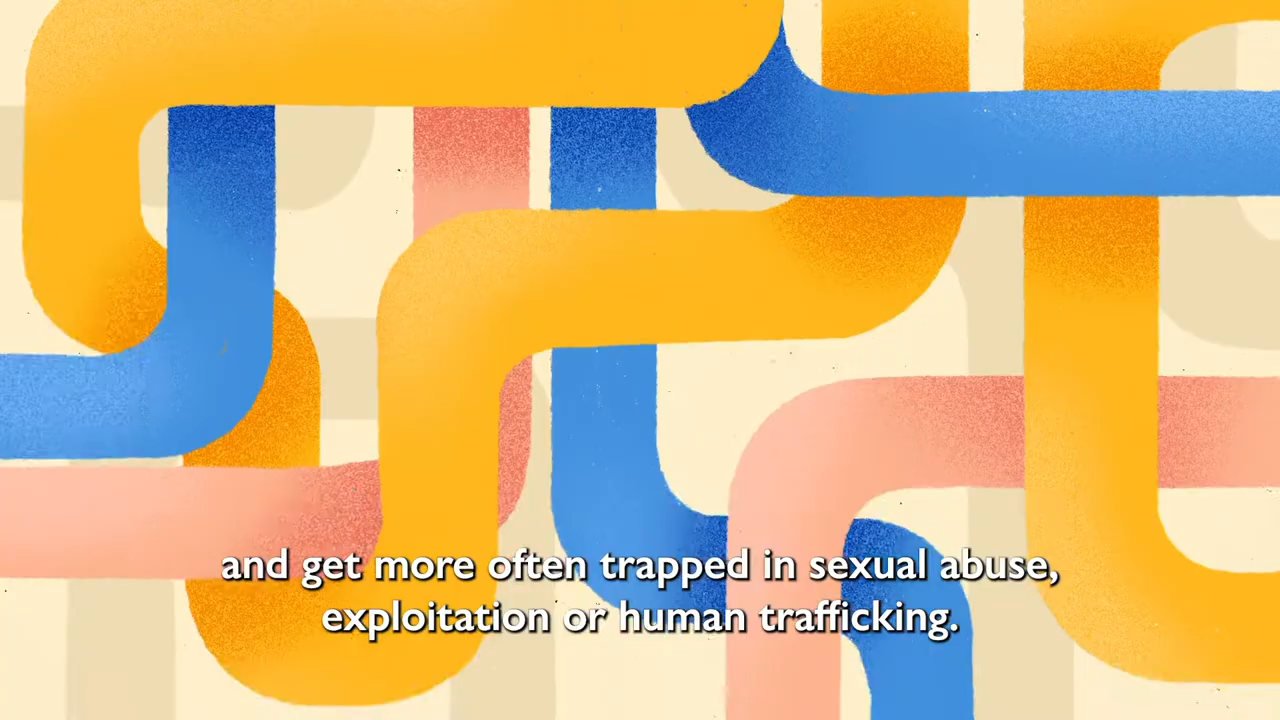 and get more often trapped in sexual abuse,
exploitation or human trafficking.